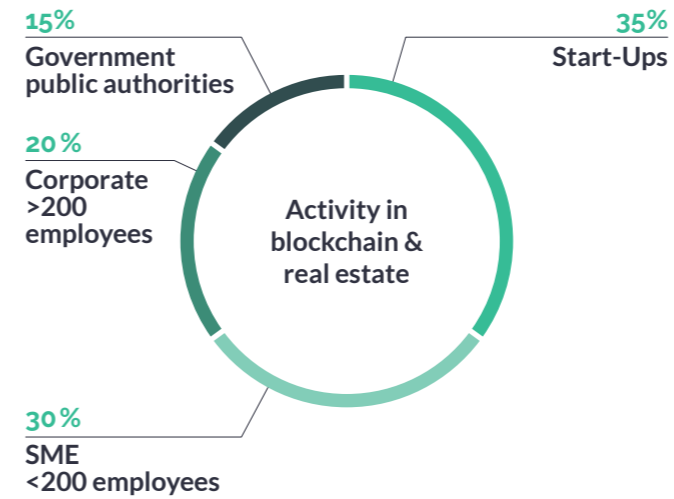 15%
Government
public authorities
35%
Start-Ups
20%
Corporate
>200
employees
Activity in
blockchain &
real estate
30%
SME
<200 employees